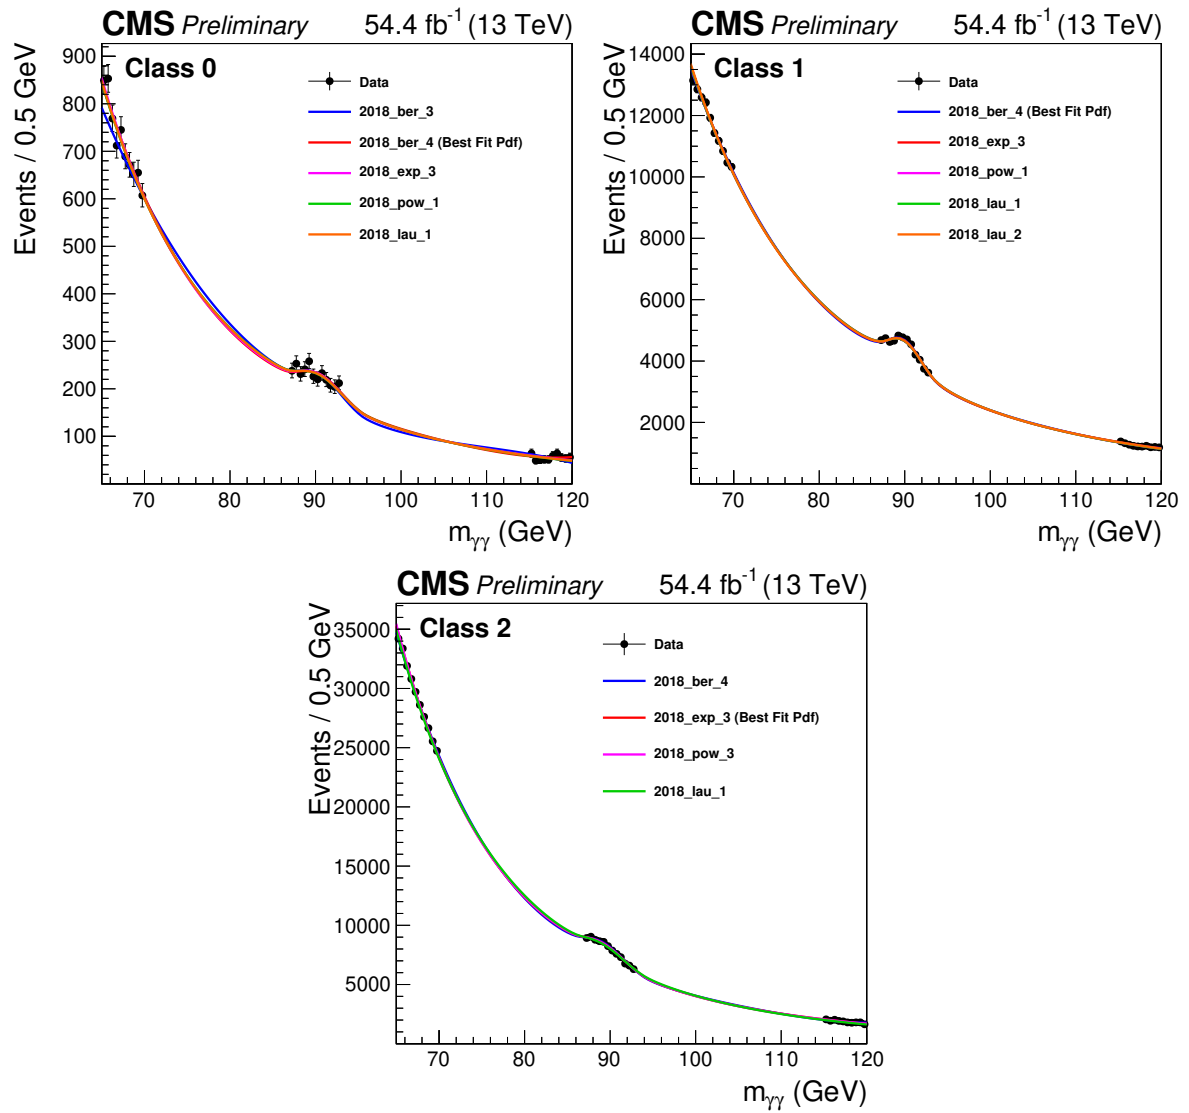 CMS Preliminary 54.4 fb⁻¹ (13 TeV)
Events / 0.5 GeV
Class 0
Data
2018_ber_3
2018_ber_4 (Best Fit Pdf)
2018_exp_3
2018_pow_1
2018_lau_1
900
800
700
600
500
400
300
200
100
70 80 90 100 110 120
mγγ (GeV)
CMS Preliminary 54.4 fb⁻¹ (13 TeV)
Events / 0.5 GeV
Class 1
Data
2018_ber_4 (Best Fit Pdf)
2018_exp_3
2018_pow_1
2018_lau_1
2018_lau_2
14000
12000
10000
8000
6000
4000
2000
70 80 90 100 110 120
mγγ (GeV)
CMS Preliminary 54.4 fb⁻¹ (13 TeV)
Events / 0.5 GeV
Class 2
Data
2018_ber_4
2018_exp_3 (Best Fit Pdf)
2018_pow_3
2018_lau_1
35000
30000
25000
20000
15000
10000
5000
70 80 90 100 110 120
mγγ (GeV)